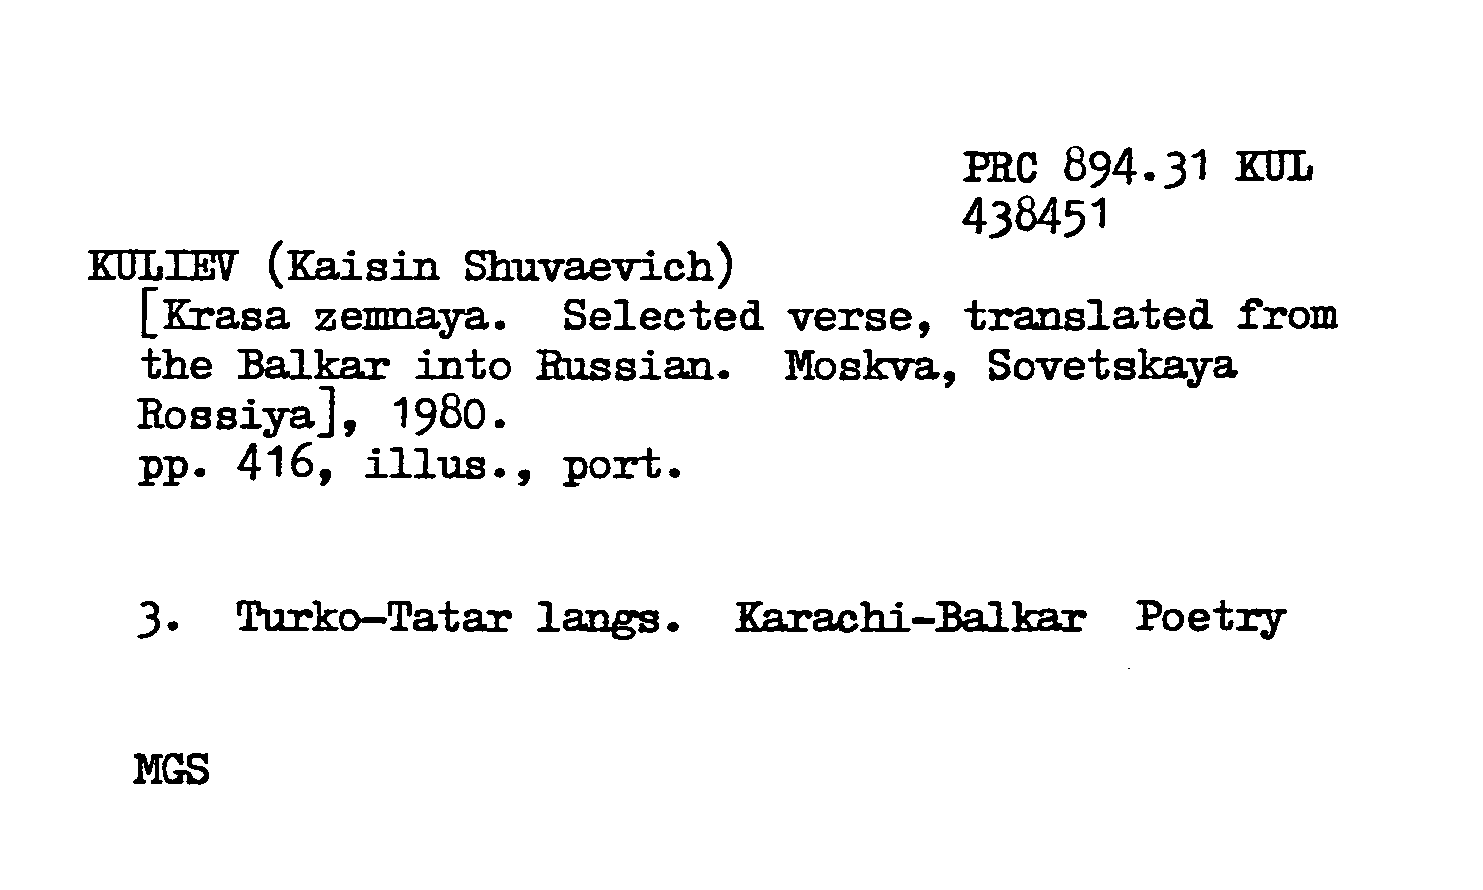 PRC 894.31 KUL
438451
KULIEV (Kaisin Shuvaevich)
[Krasa zemnaya. Selected verse, translated from
the Balkar into Russian. Moskva, Sovetskaya
Rossiya], 1980.
pp. 416, illus., port.
3. Turko-Tatar langs. Karachi-Balkar Poetry
MGS